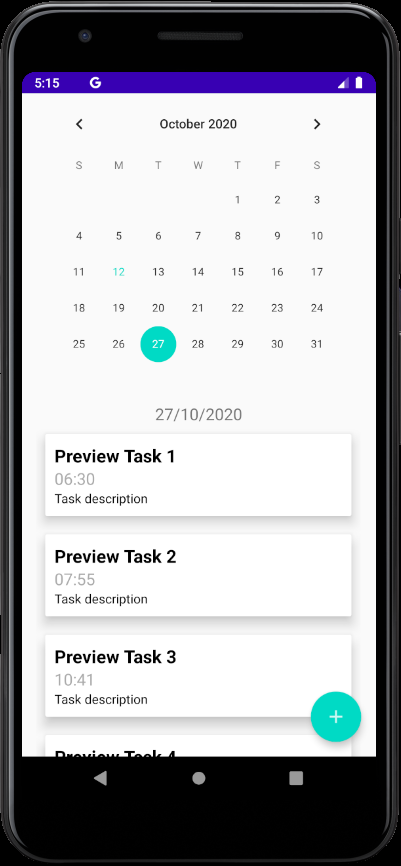 5:15 G
October 2020
S M T W T F S
1 2 3
4 5 6 7 8 9 10
11 12 13 14 15 16 17
18 19 20 21 22 23 24
25 26 27 28 29 30 31
27/10/2020
Preview Task 1
06:30
Task description
Preview Task 2
07:55
Task description
Preview Task 3
10:41
Task description
Preview Task 4